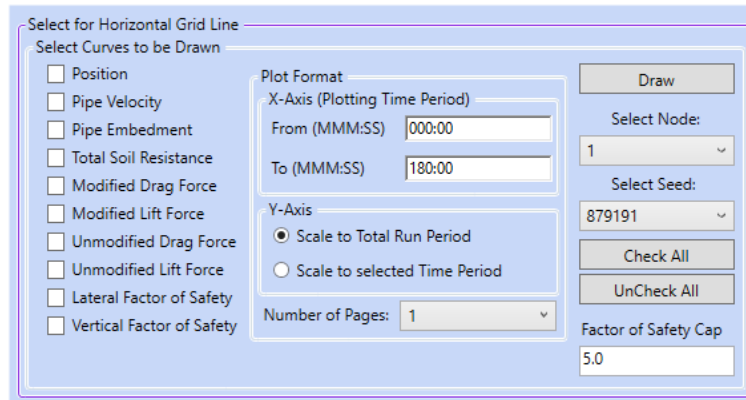 Select for Horizontal Grid Line
Select Curves to be Drawn
Position
Pipe Velocity
Pipe Embedment
Total Soil Resistance
Modified Drag Force
Modified Lift Force
Unmodified Drag Force
Unmodified Lift Force
Lateral Factor of Safety
Vertical Factor of Safety
Plot Format
X-Axis (Plotting Time Period)
From (MMM:SS) 000:00
To (MMM:SS) 180:00
Y-Axis
Scale to Total Run Period
Scale to selected Time Period
Number of Pages: 1
Draw
Select Node:
1
Select Seed:
879191
Check All
UnCheck All
Factor of Safety Cap
5.0